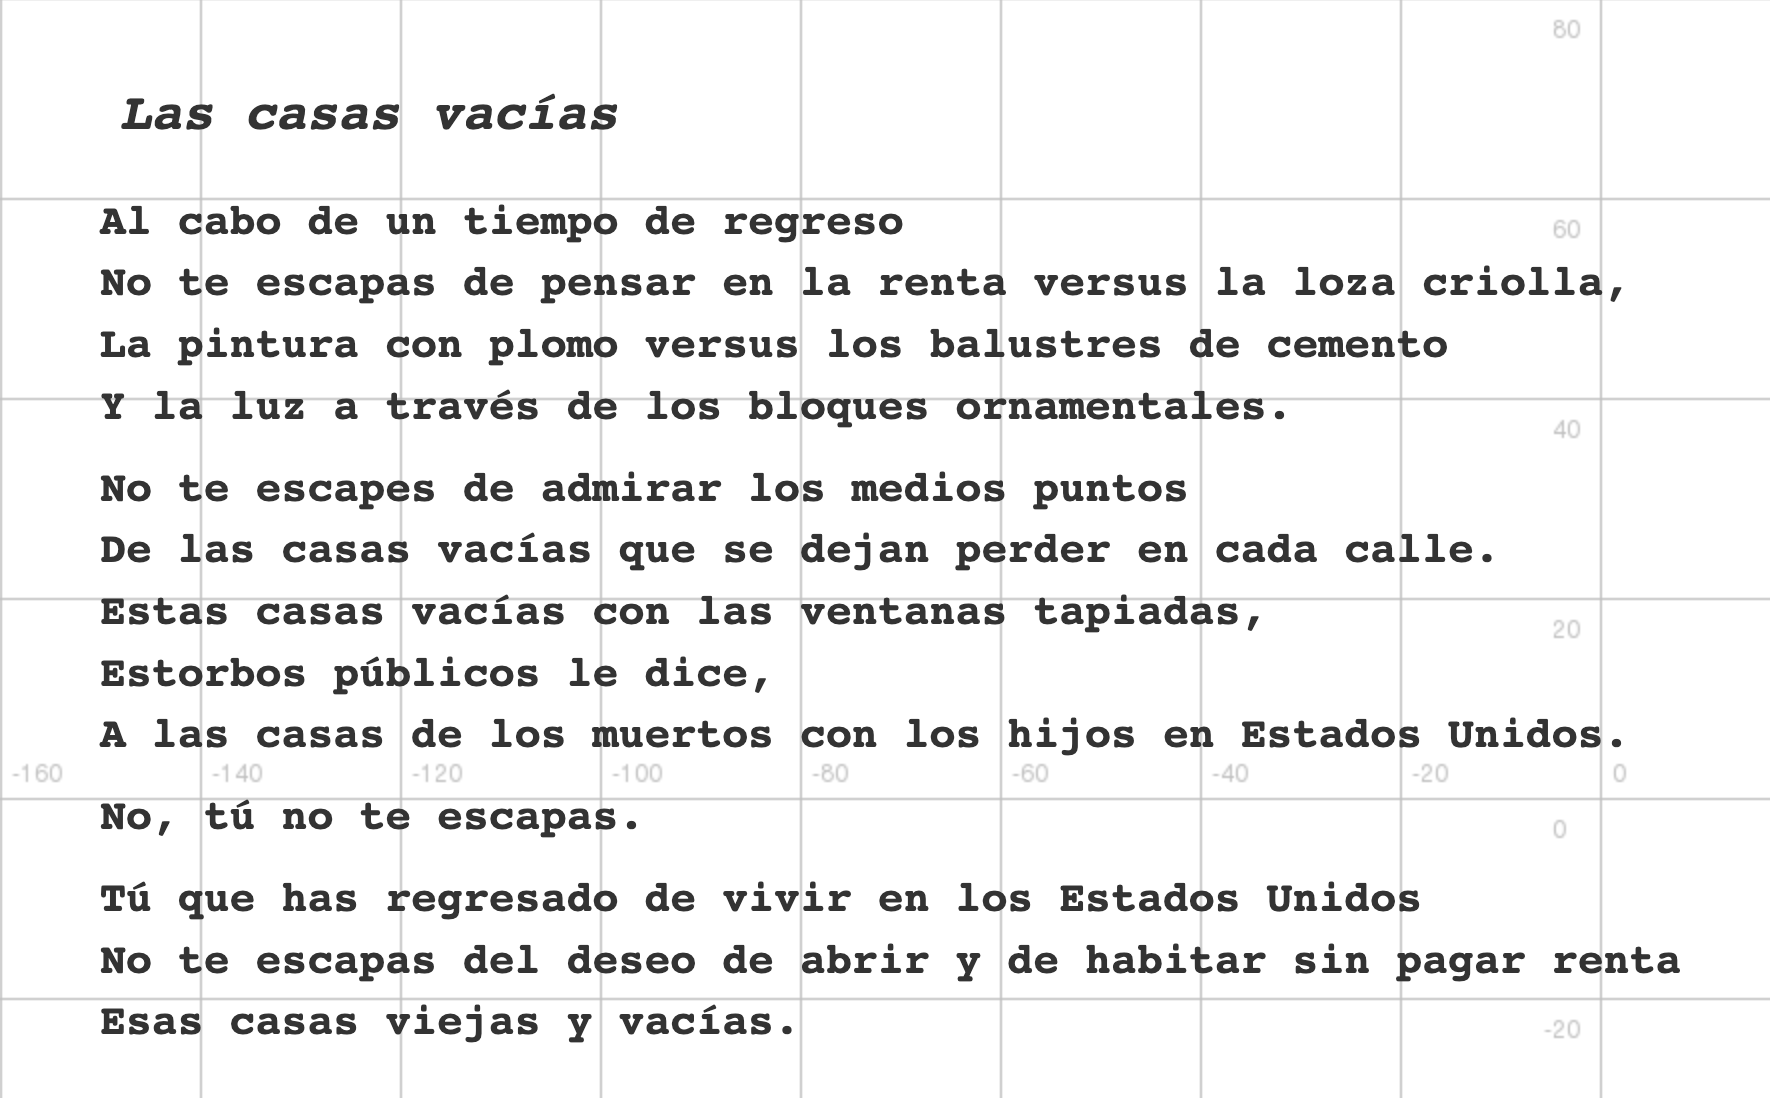 80
Las casas vacías
Al cabo de un tiempo de regreso
60
No te escapas de pensar en la renta versus la loza criolla,
La pintura con plomo versus los balustres de cemento
Y la luz a través de los bloques ornamentales.
40
No te escapes de admirar los medios puntos
De las casas vacías que se dejan perder en cada calle.
Estas casas vacías con las ventanas tapiadas,
20
Estorbos públicos le dice,
A las casas de los muertos con los hijos en Estados Unidos.
-160 -140 -120 -100 -80 -60 -40 -20 0
No, tú no te escapas.
0
Tú que has regresado de vivir en los Estados Unidos
No te escapas del deseo de abrir y de habitar sin pagar renta
Esas casas viejas y vacías.
-20